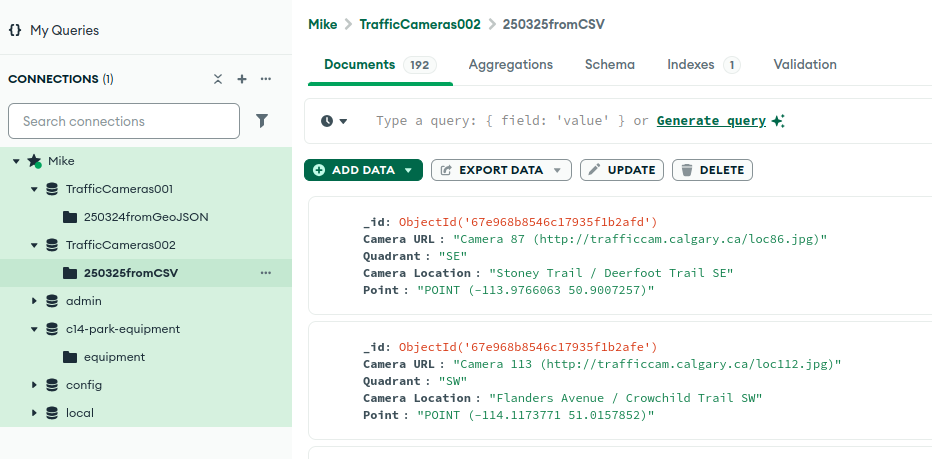 {} My Queries
CONNECTIONS (1)
Search connections
Mike
TrafficCameras001
250324fromGeoJSON
TrafficCameras002
250325fromCSV
admin
c14-park-equipment
equipment
config
local
Mike > TrafficCameras002 > 250325fromCSV
Documents 192 Aggregations Schema Indexes 1 Validation
Type a query: { field: 'value' } or Generate query
ADD DATA EXPORT DATA UPDATE DELETE
_id: ObjectId('67e968b8546c17935f1b2afd')
Camera URL : "Camera 87 (http://trafficcam.calgary.ca/loc86.jpg)"
Quadrant : "SE"
Camera Location : "Stoney Trail / Deerfoot Trail SE"
Point : "POINT (-113.9766063 50.9007257)"
_id: ObjectId('67e968b8546c17935f1b2afe')
Camera URL : "Camera 113 (http://trafficcam.calgary.ca/loc112.jpg)"
Quadrant : "SW"
Camera Location : "Flanders Avenue / Crowchild Trail SW"
Point : "POINT (-114.1173771 51.0157852)"